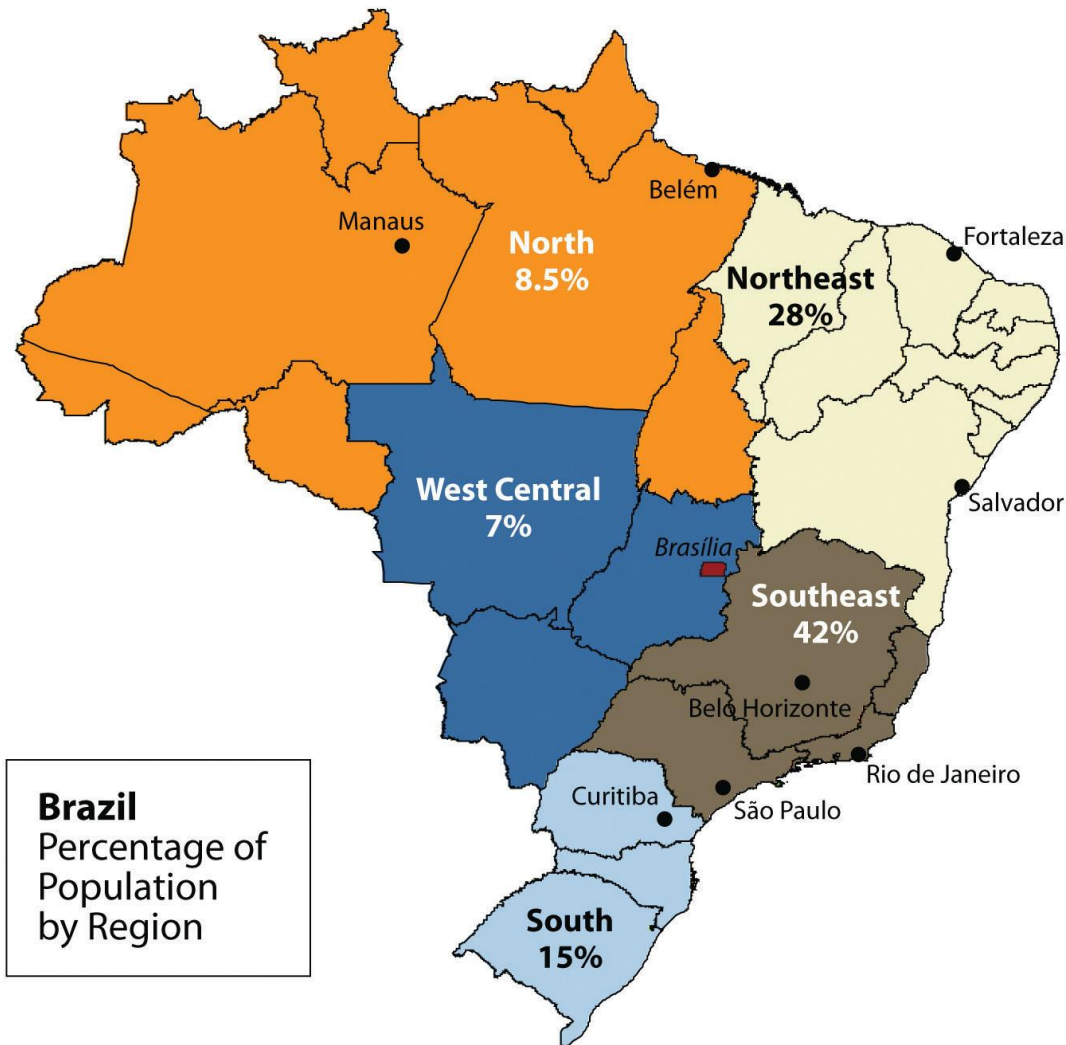 Belém
Manaus
Fortaleza
North
8.5%
Northeast
28%
West Central
7%
Salvador
Brasília
Southeast
42%
Belo Horizonte
Rio de Janeiro
Curitiba
São Paulo
Brazil
Percentage of
Population
by Region
South
15%